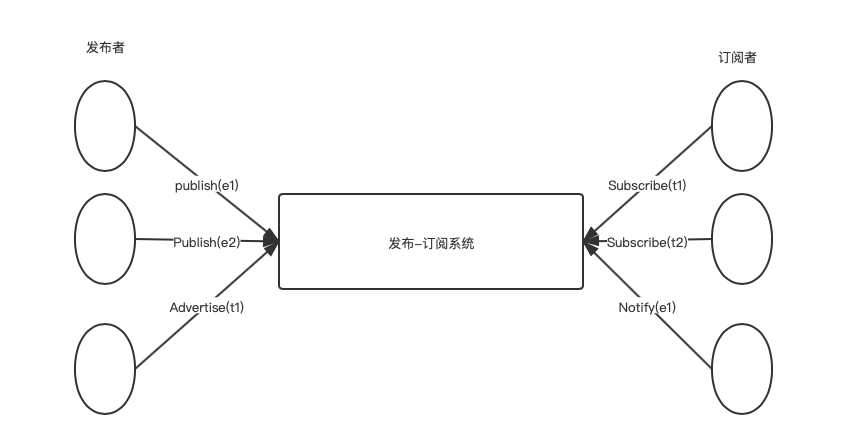 发布者
订阅者
publish(e1)
Subscribe(t1)
Publish(e2)
发布-订阅系统
Subscribe(t2)
Advertise(t1)
Notify(e1)